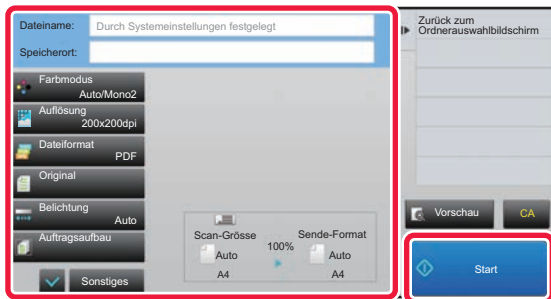 Dateiname:
Durch Systemeinstellungen festgelegt
Speicherort:
Zurück zum
Ordnerauswahlbildschirm
Farbmodus
Auto/Mono2
Auflösung
200x200dpi
Dateiformat
PDF
Original
Belichtung
Auto
Auftragsaufbau
Sonstiges
Scan-Grösse
100%
Sende-Format
Auto
Auto
A4
A4
Vorschau
CA
Start